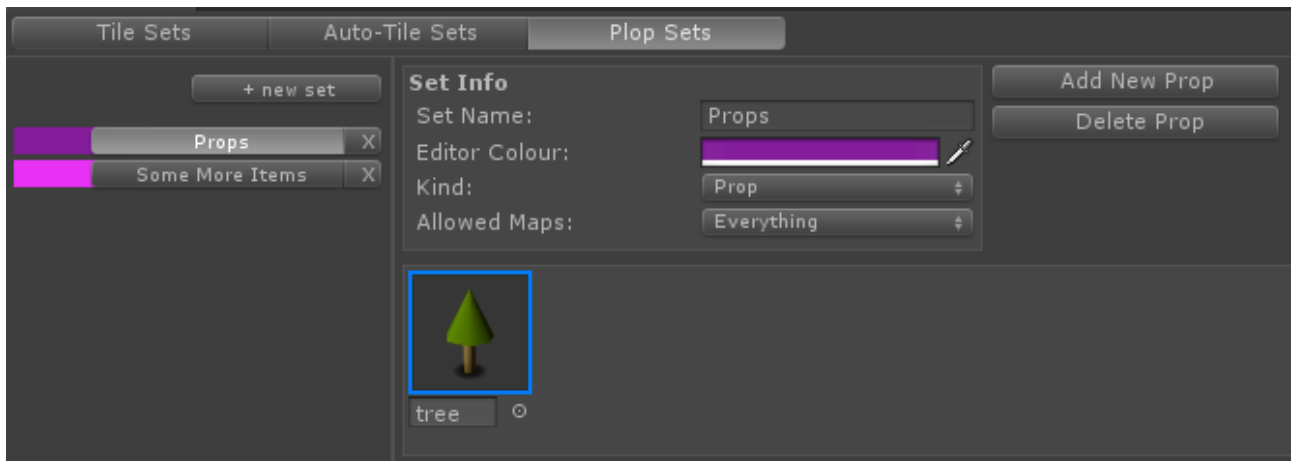 Tile Sets
Auto-Tile Sets
Plop Sets
+ new set
Props X
Some More Items X
Set Info
Set Name: Props
Editor Colour:
Kind: Prop
Allowed Maps: Everything
Add New Prop
Delete Prop
tree